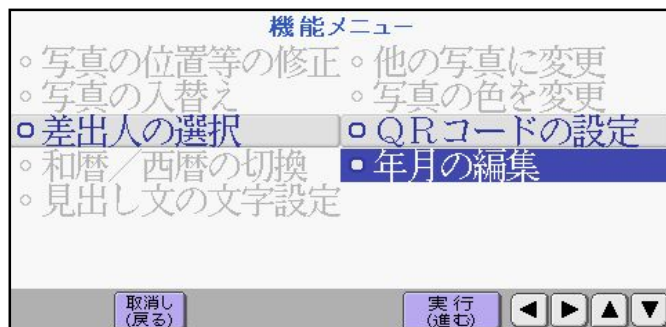 機能メニュー
写真の位置等の修正 他の写真に変更
写真の入替え 写真の色を変更
差出人の選択 QRコードの設定
和暦/西暦の切換 年月の編集
見出し文の文字設定
取消し 実行
(戻る) (進む)